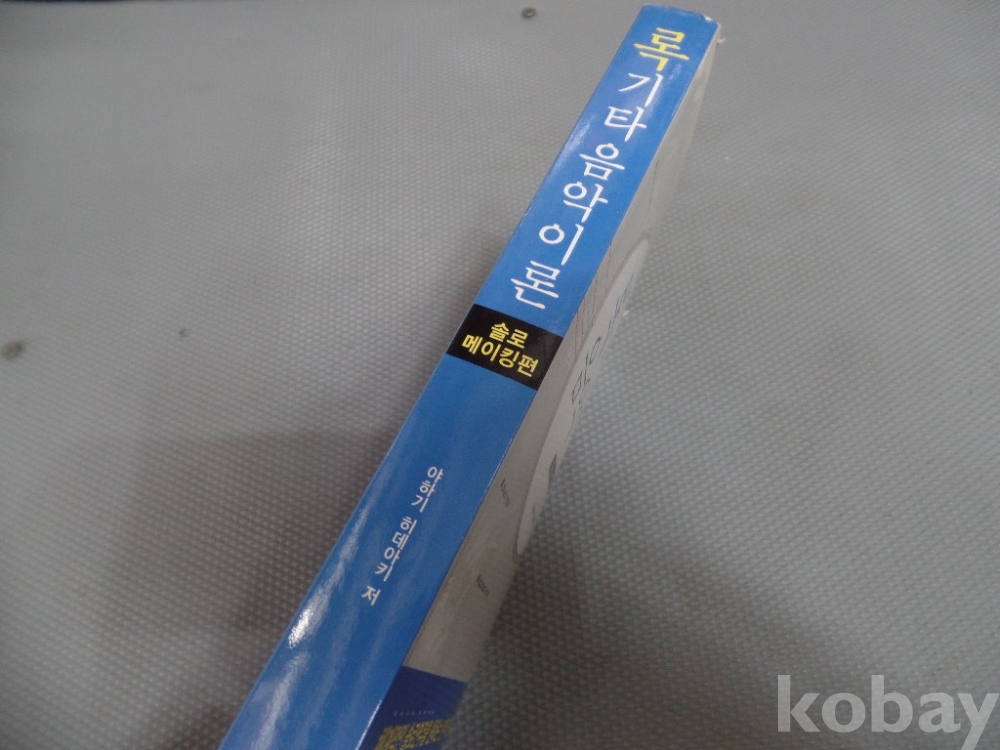 록기타음악이론
솔로
메이킹편
야하기 히데아키 저
kobay